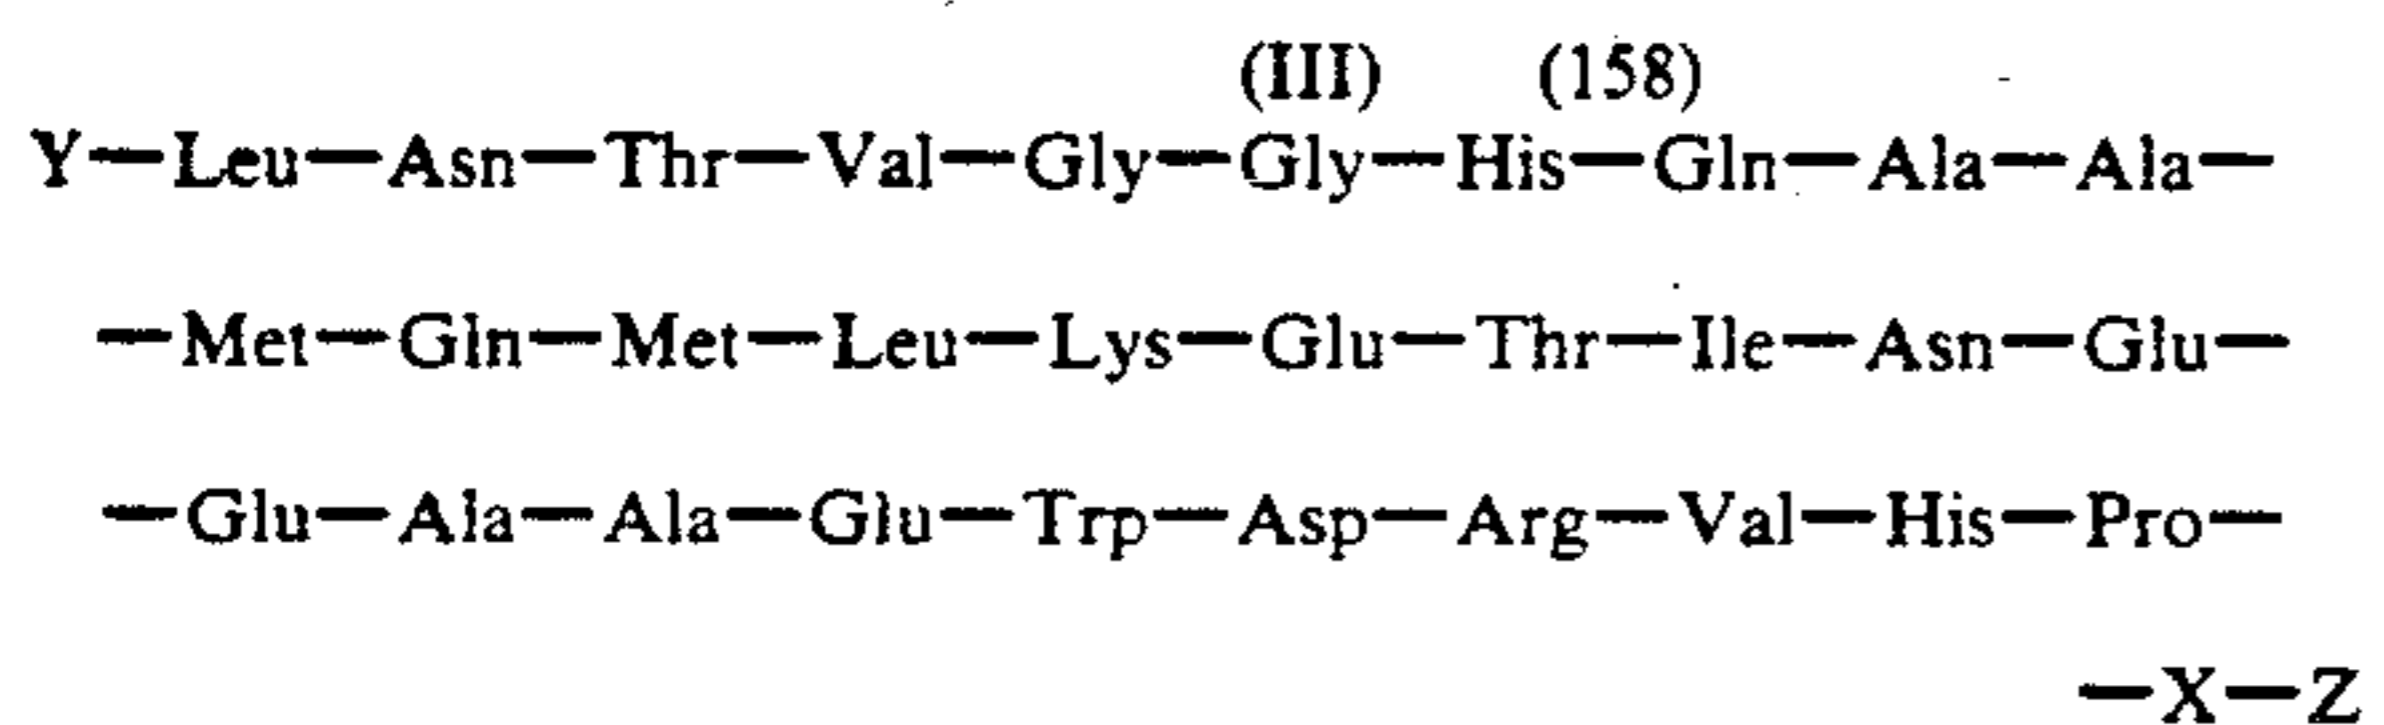 (III) (158)
Y—Leu—Asn—Thr—Val—Gly—Gly—His—Gln—Ala—Ala—
—Met—Gln—Met—Leu—Lys—Glu—Thr—Ile—Asn—Glu—
—Glu—Ala—Ala—Glu—Trp—Asp—Arg—Val—His—Pro—
—X—Z